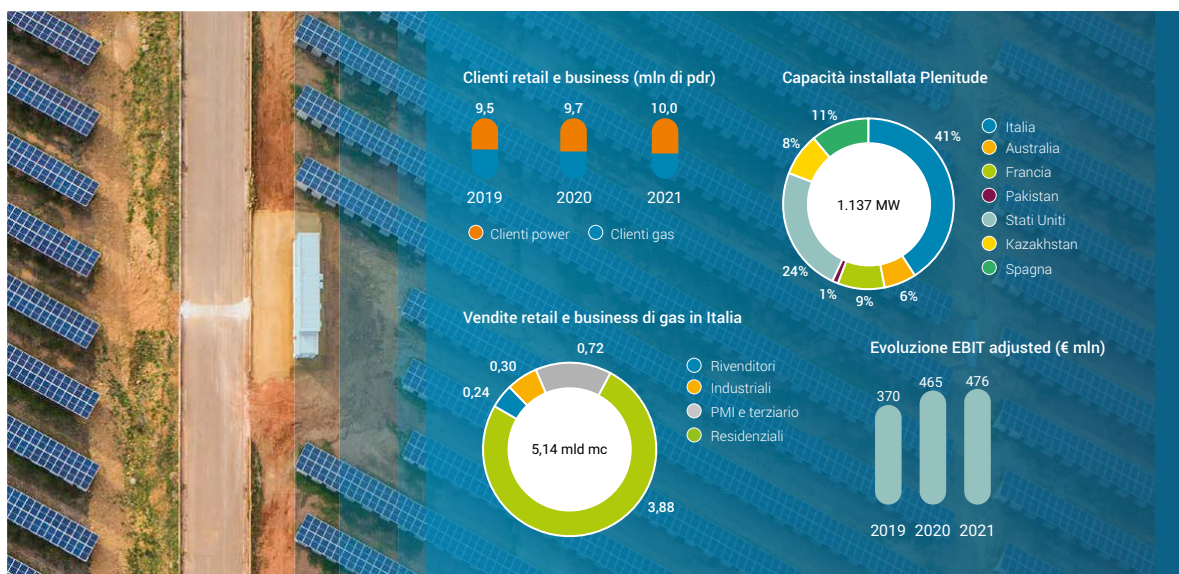 Clienti retail e business (mln di pdr)
9,5 9,7 10,0
2019 2020 2021
Clienti power Clienti gas
Capacità installata Plenitude
11%
41%
8%
1.137 MW
24%
1%
9%
6%
Italia
Australia
Francia
Pakistan
Stati Uniti
Kazakhstan
Spagna
Vendite retail e business di gas in Italia
0,72
0,30
0,24
5,14 mld mc
3,88
Rivenditori
Industriali
PMI e terziario
Residenziali
Evoluzione EBIT adjusted (€ mln)
370 465 476
2019 2020 2021